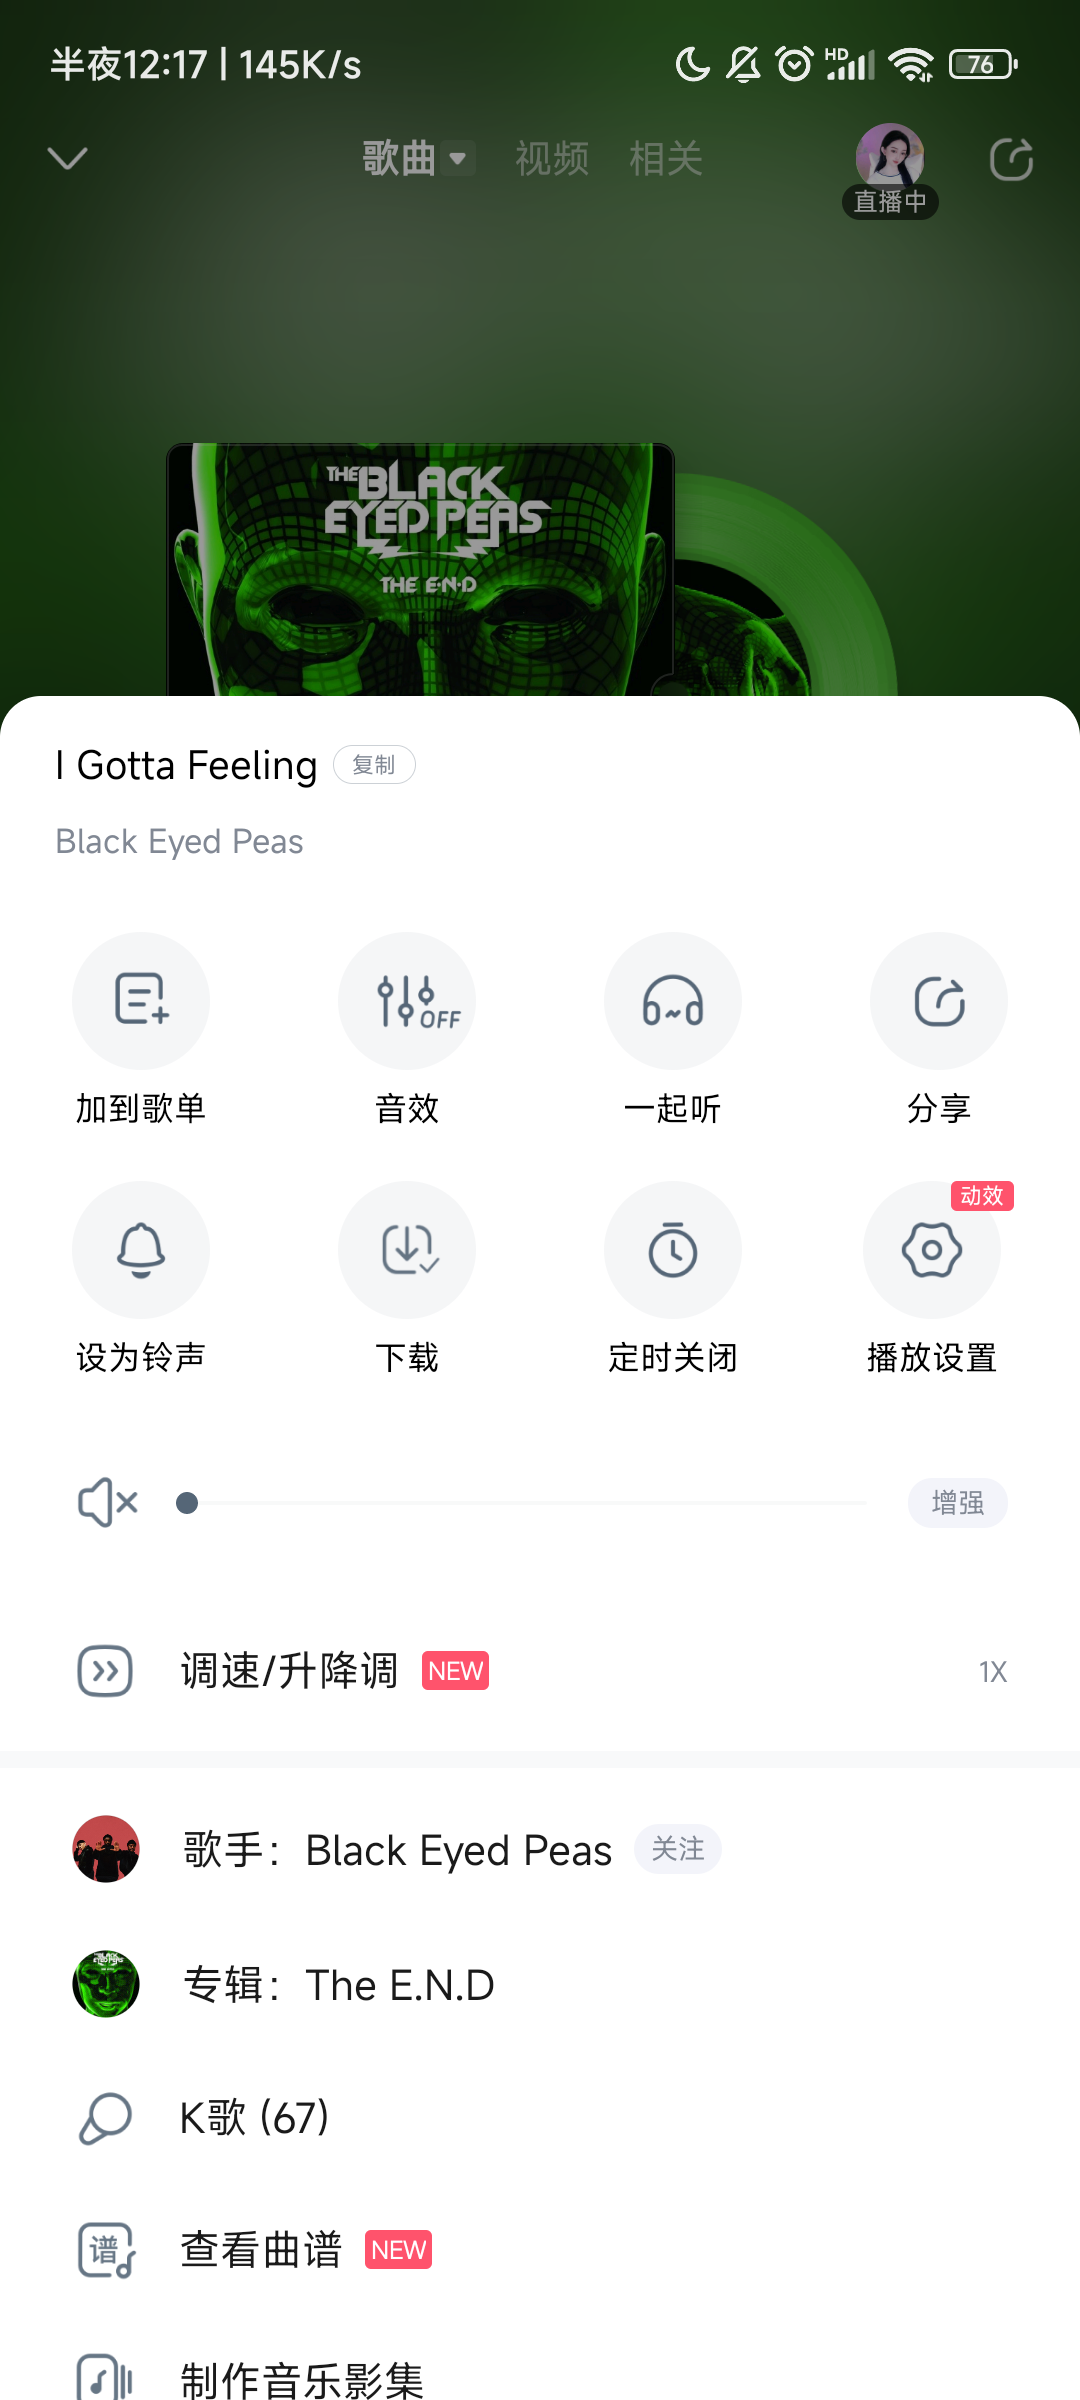 半夜12:17 | 145K/s
HD
76
歌曲
视频
相关
直播中
THE BLACK
EYED PEAS
THE E·N·D
I Gotta Feeling
复制
Black Eyed Peas
OFF
加到歌单
音效
一起听
分享
动效
设为铃声
下载
定时关闭
播放设置
增强
调速/升降调
NEW
1X
歌手：Black Eyed Peas
关注
专辑：The E.N.D
K歌 (67)
谱
查看曲谱
NEW
制作音乐影集